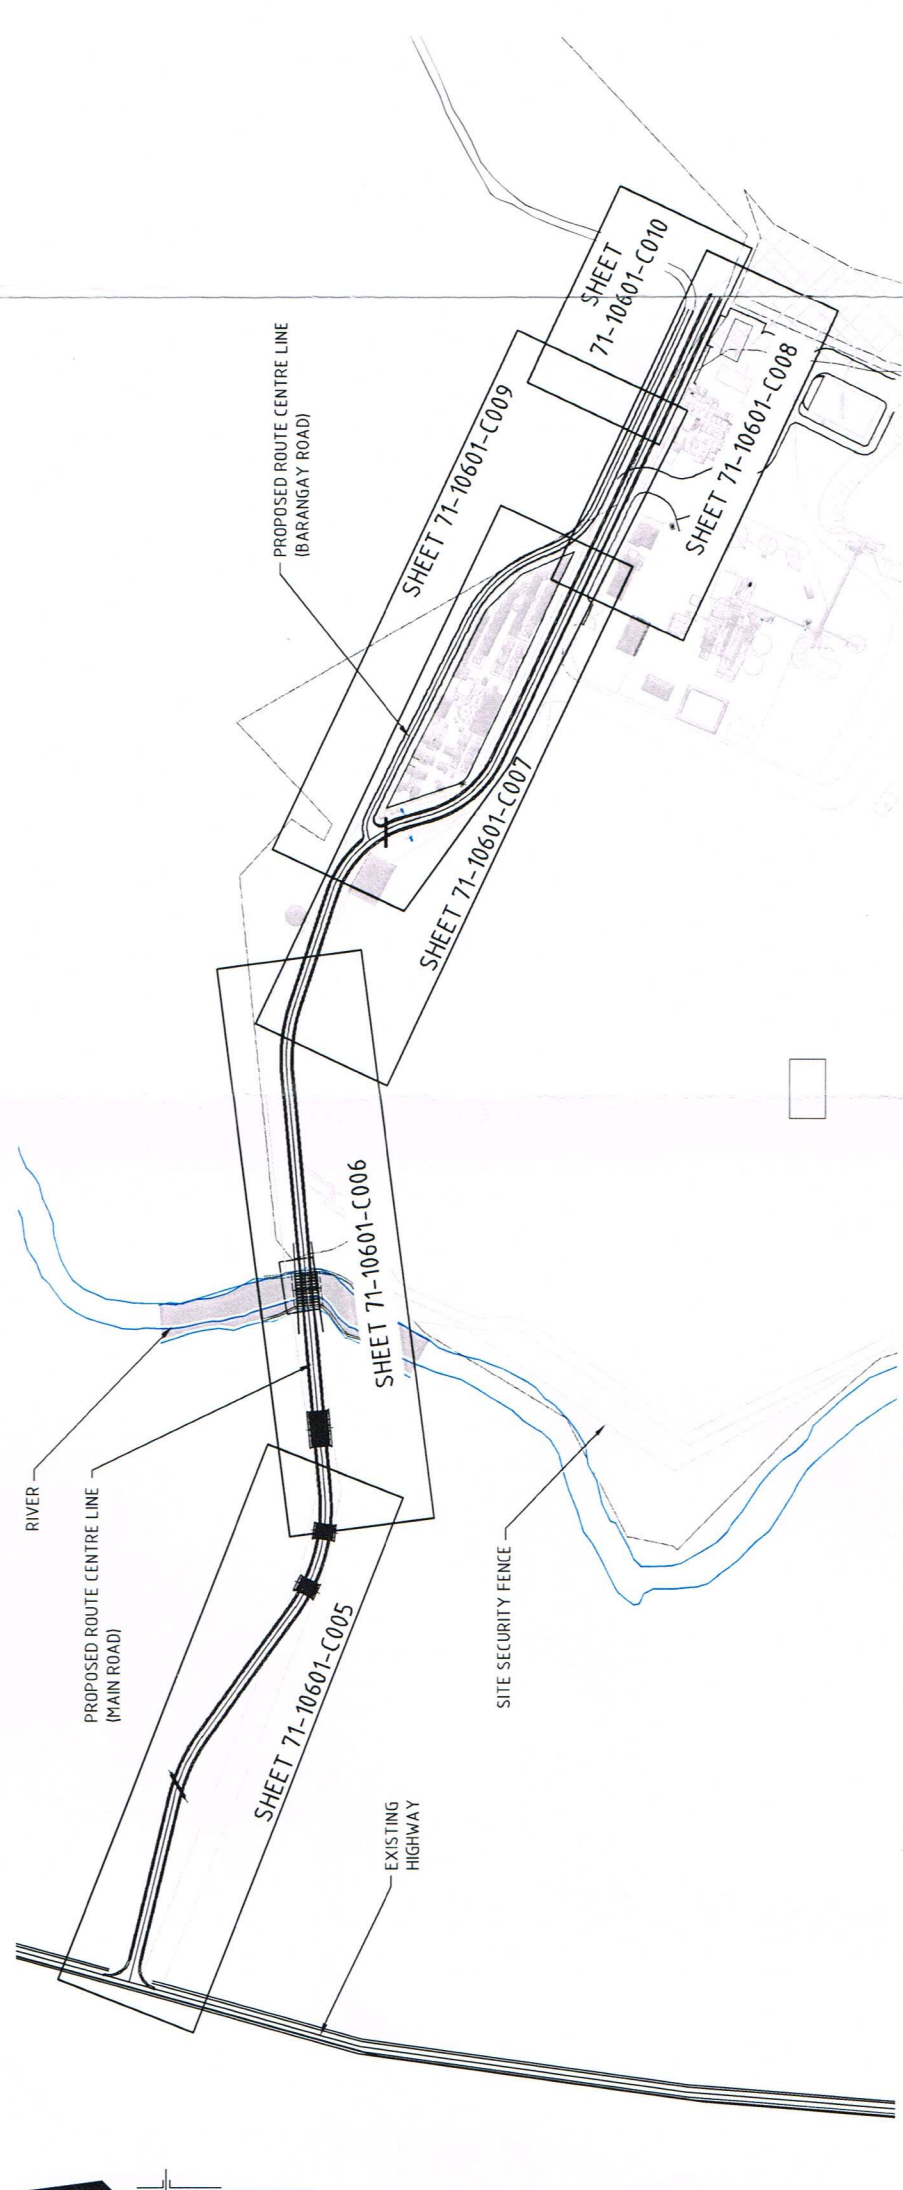 RIVER
PROPOSED ROUTE CENTRE LINE
(MAIN ROAD)
PROPOSED ROUTE CENTRE LINE
(BARANGAY ROAD)
EXISTING
HIGHWAY
SITE SECURITY FENCE
SHEET 71-10601-C005
SHEET 71-10601-C006
SHEET 71-10601-C007
SHEET 71-10601-C009
SHEET
71-10601-C010
SHEET 71-10601-C008